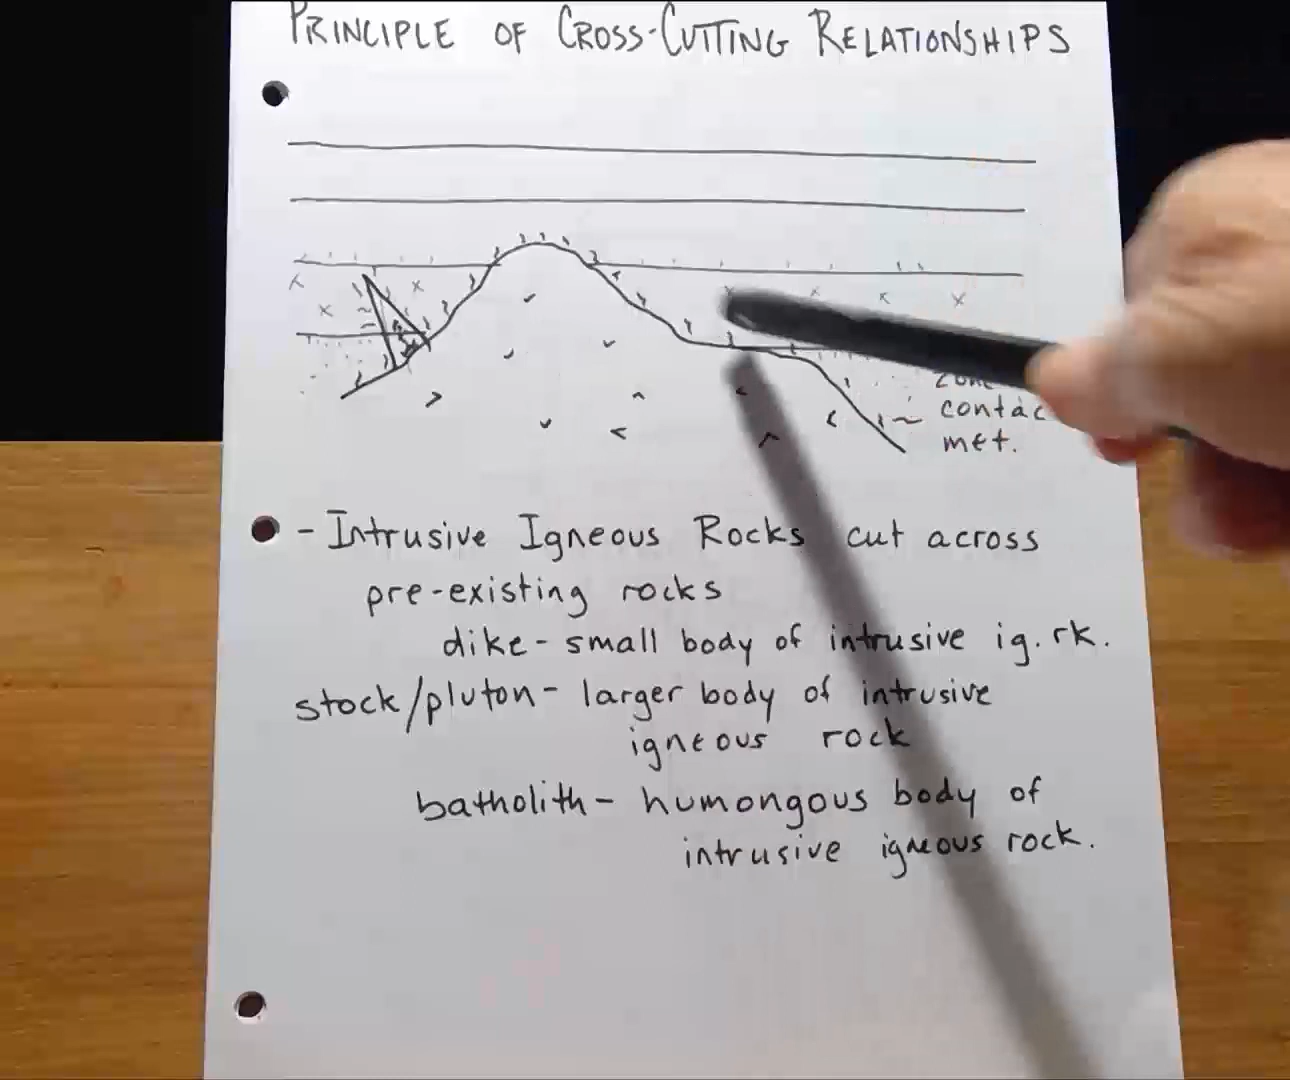 PRINCIPLE OF CROSS-CUTTING RELATIONSHIPS
contac
met.
- Intrusive Igneous Rocks cut across
pre-existing rocks
dike - small body of intrusive ig. rk.
stock/pluton - larger body of intrusive
igneous rock
batholith - humongous body of
intrusive igneous rock.